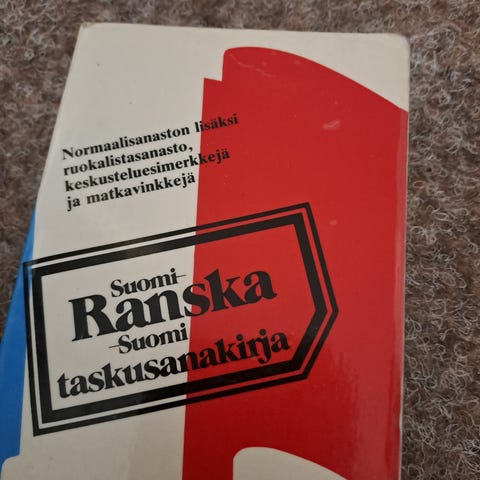 Normaalisanaston lisäksi
ruokalistasanasto,
keskusteluesimerkkejä
ja matkavinkkejä
Suomi-
Ranska
-Suomi
taskusanakirja